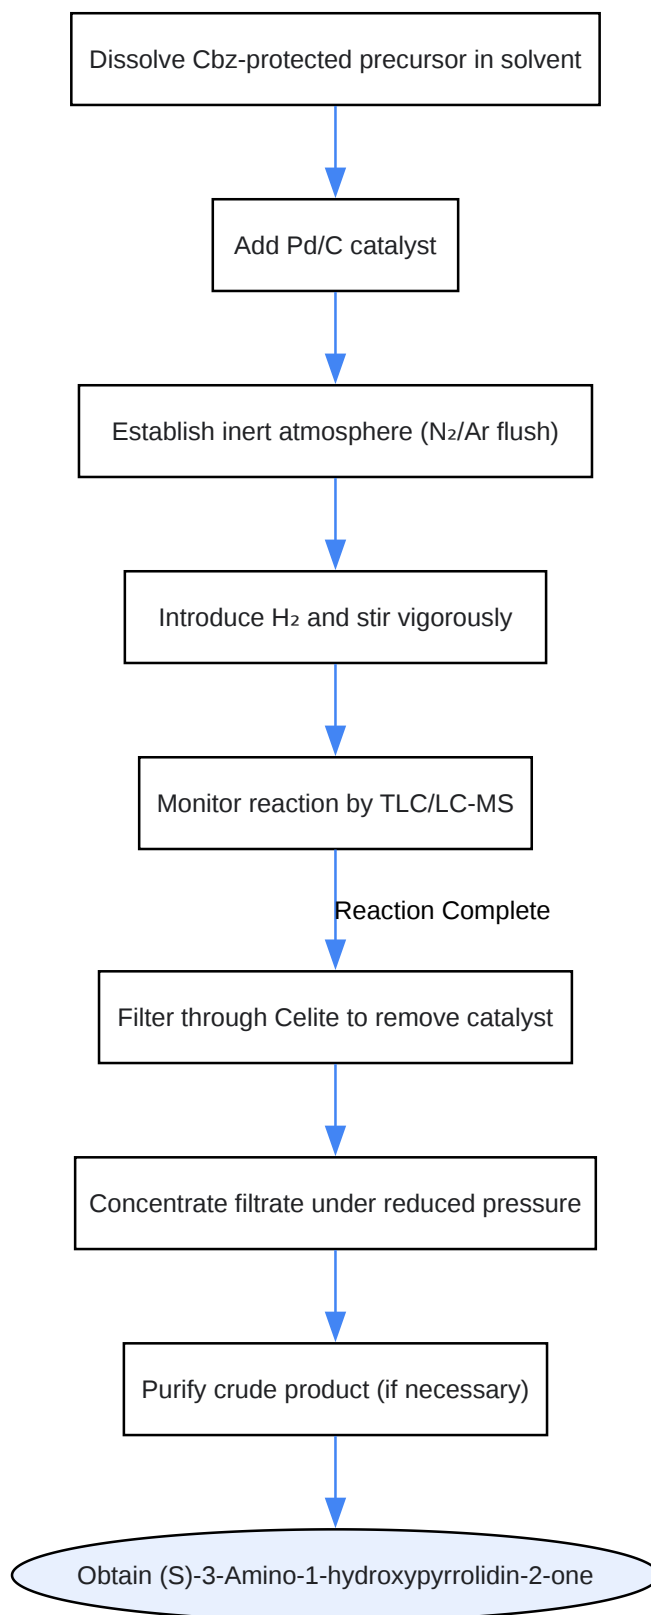 Dissolve Cbz-protected precursor in solvent
Add Pd/C catalyst
Establish inert atmosphere (N₂/Ar flush)
Introduce H₂ and stir vigorously
Monitor reaction by TLC/LC-MS
Reaction Complete
Filter through Celite to remove catalyst
Concentrate filtrate under reduced pressure
Purify crude product (if necessary)
Obtain (S)-3-Amino-1-hydroxypyrrolidin-2-one